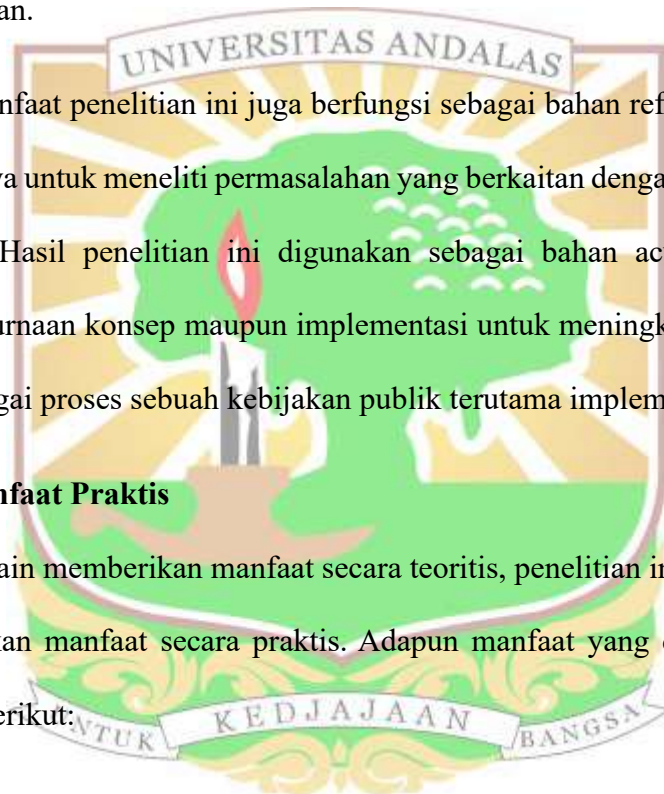 an.
UNIVERSITAS ANDALAS
nfaat penelitian ini juga berfungsi sebagai bahan ref
a untuk meneliti permasalahan yang berkaitan denga
Hasil penelitian ini digunakan sebagai bahan ac
urnaan konsep maupun implementasi untuk meningk
gai proses sebuah kebijakan publik terutama implem
nfaat Praktis
ain memberikan manfaat secara teoritis, penelitian in
kan manfaat secara praktis. Adapun manfaat yang
erikut:
UNTUK KEDJAJAAN BANGSA